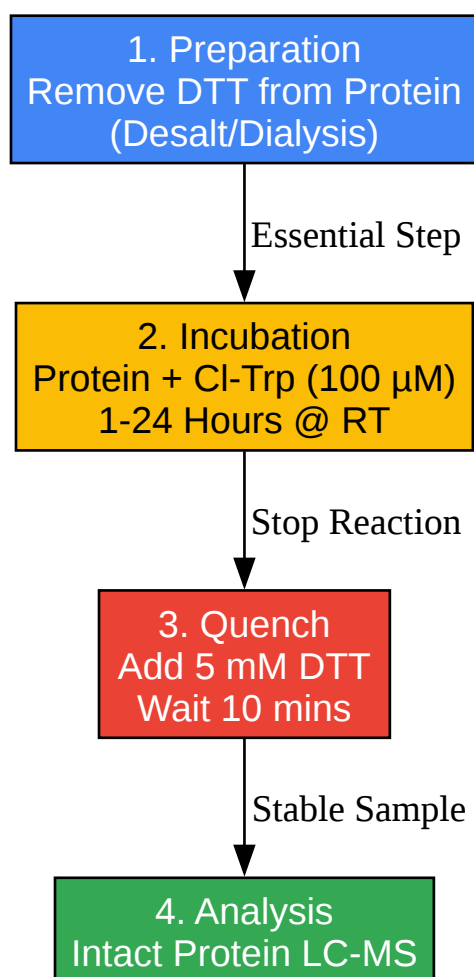 1. Preparation
Remove DTT from Protein
(Desalt/Dialysis)
Essential Step
2. Incubation
Protein + Cl-Trp (100 µM)
1-24 Hours @ RT
Stop Reaction
3. Quench
Add 5 mM DTT
Wait 10 mins
Stable Sample
4. Analysis
Intact Protein LC-MS